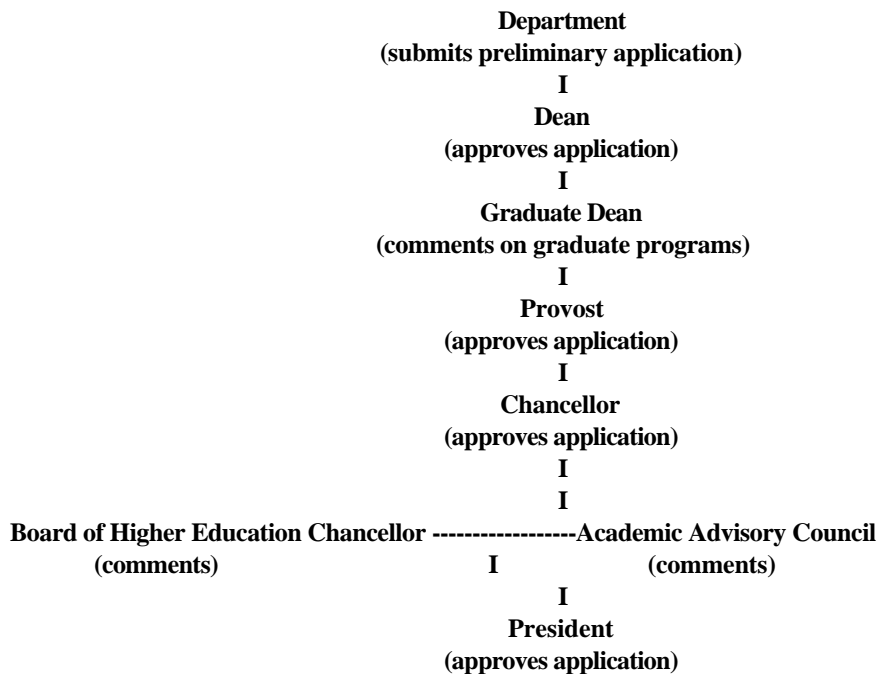 Department
(submits preliminary application)
I
Dean
(approves application)
I
Graduate Dean
(comments on graduate programs)
I
Provost
(approves application)
I
Chancellor
(approves application)
I
I
Board of Higher Education Chancellor ------------------Academic Advisory Council
(comments) I (comments)
I
President
(approves application)